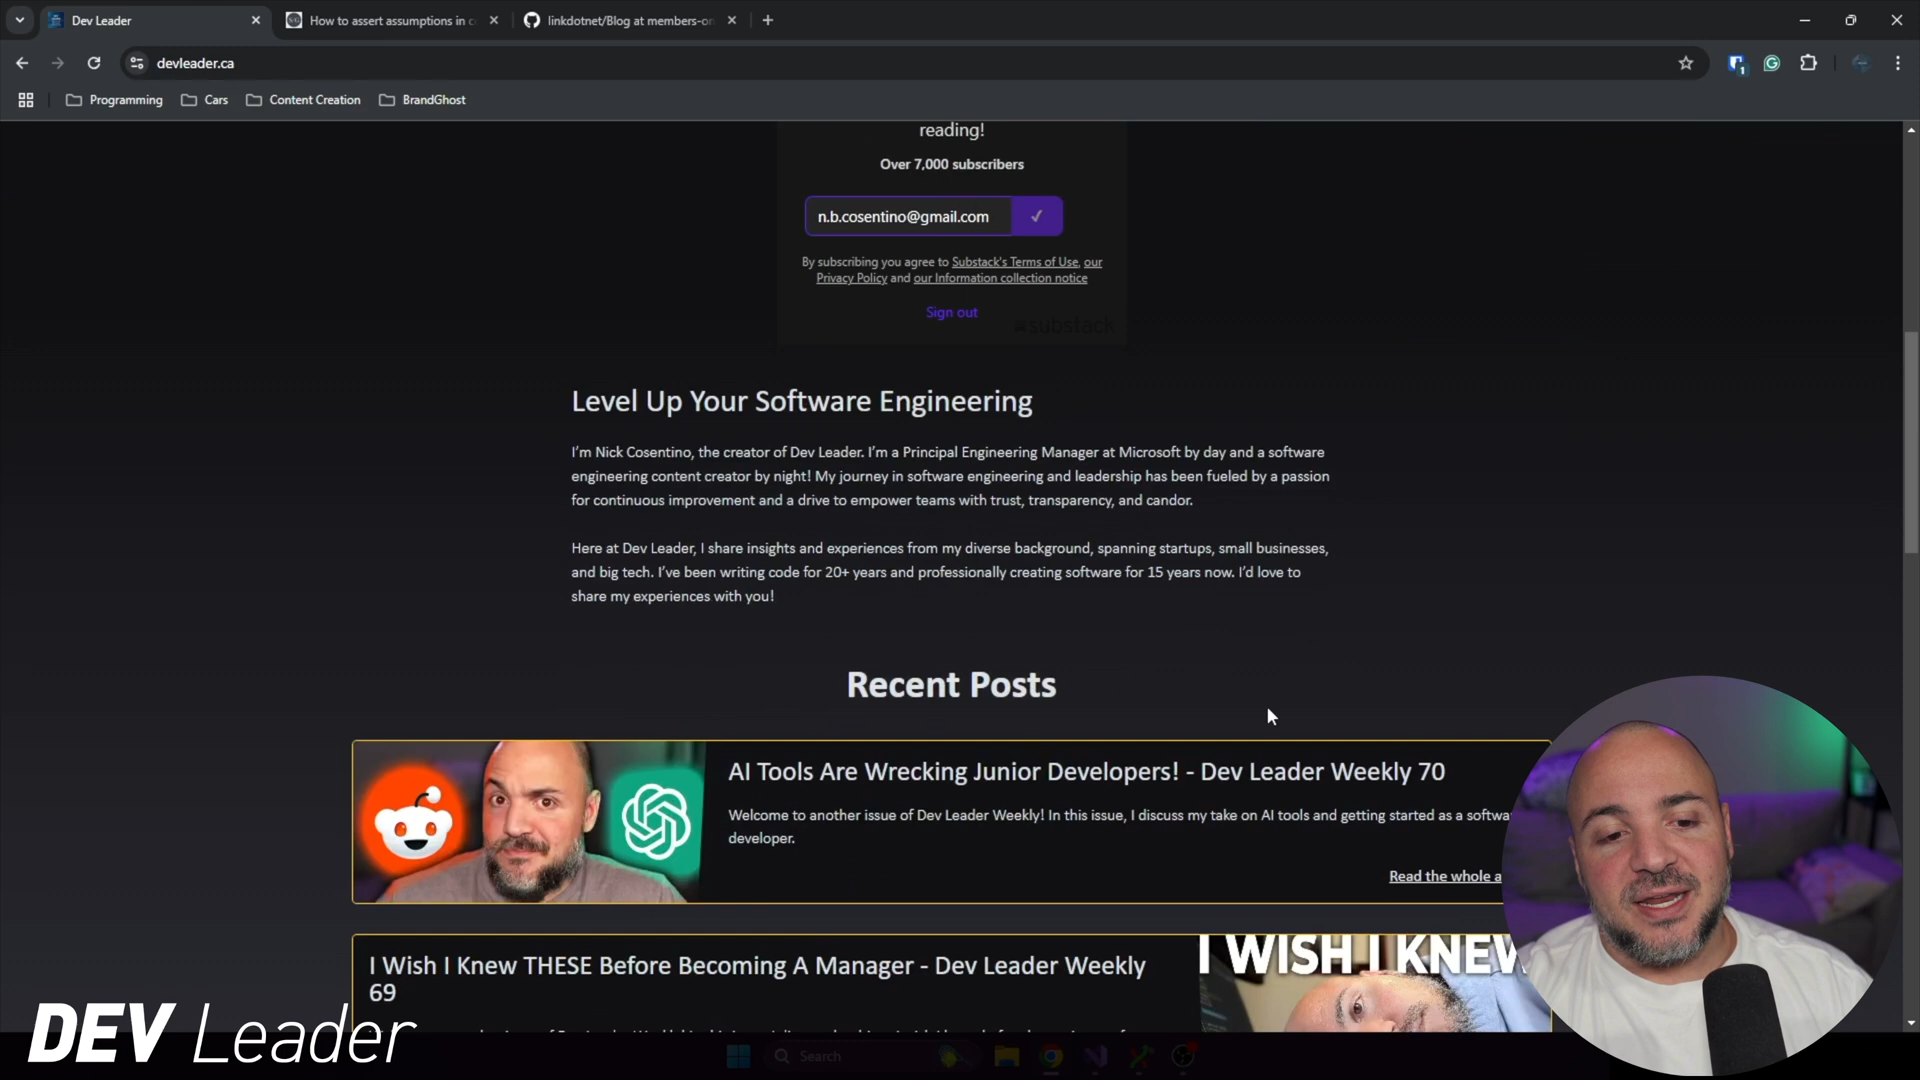 Dev Leader
How to assert assumptions in c
linkdotnet/Blog at members-on
devleader.ca
Programming
Cars
Content Creation
BrandGhost
reading!
Over 7,000 subscribers
n.b.cosentino@gmail.com
By subscribing you agree to Substack's Terms of Use, our
Privacy Policy and our Information collection notice
Sign out
substack
Level Up Your Software Engineering
I'm Nick Cosentino, the creator of Dev Leader. I'm a Principal Engineering Manager at Microsoft by day and a software
engineering content creator by night! My journey in software engineering and leadership has been fueled by a passion
for continuous improvement and a drive to empower teams with trust, transparency, and candor.
Here at Dev Leader, I share insights and experiences from my diverse background, spanning startups, small businesses,
and big tech. I've been writing code for 20+ years and professionally creating software for 15 years now. I'd love to
share my experiences with you!
Recent Posts
AI Tools Are Wrecking Junior Developers! - Dev Leader Weekly 70
Welcome to another issue of Dev Leader Weekly! In this issue, I discuss my take on AI tools and getting started as a softwa
developer.
Read the whole a
I Wish I Knew THESE Before Becoming A Manager - Dev Leader Weekly
69
I WISH I KNEW
DEV Leader
Search